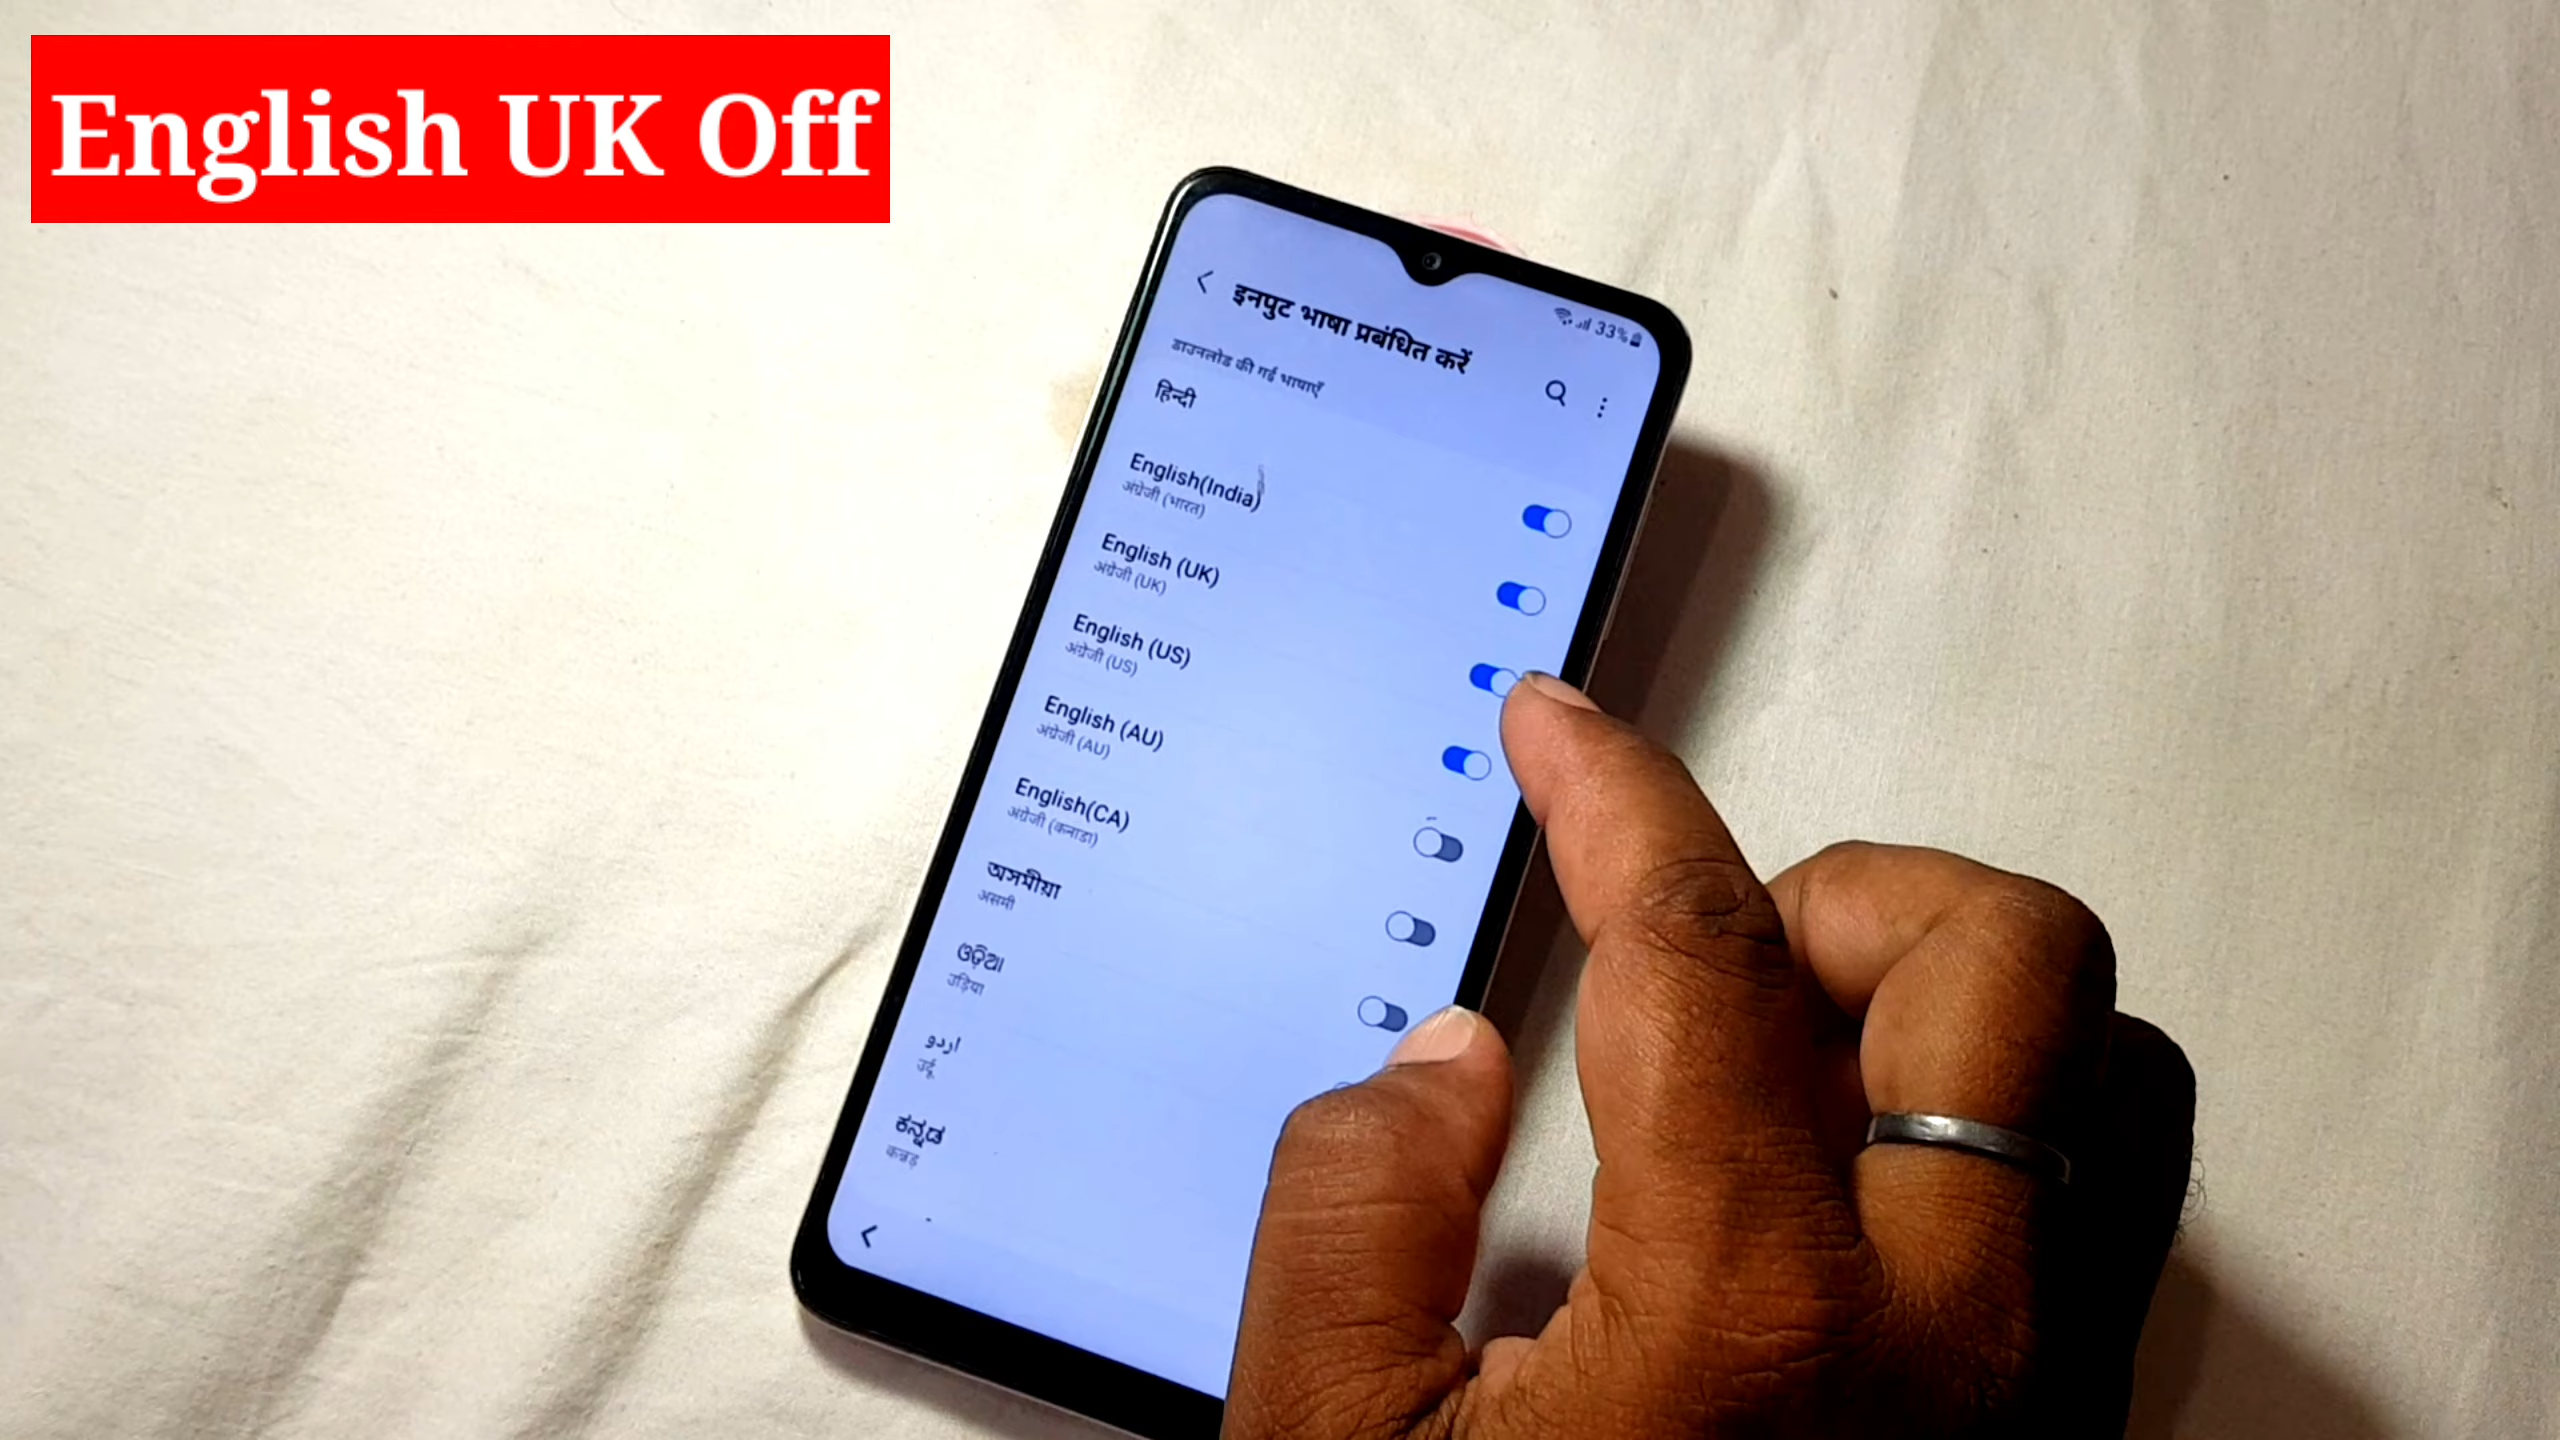 English UK Off
33%
इनपुट भाषा प्रबंधित करें
डाउनलोड की गई भाषाएँ
हिन्दी
English(India)
अंग्रेजी (भारत)
English (UK)
अंग्रेजी (UK)
English (US)
अंग्रेजी (US)
English (AU)
अंग्रेजी (AU)
English(CA)
अंग्रेजी (कनाडा)
অসমীয়া
असमी
ଓଡ଼ିଆ
उड़िया
اردو
उर्दू
ಕನ್ನಡ
कन्नड़